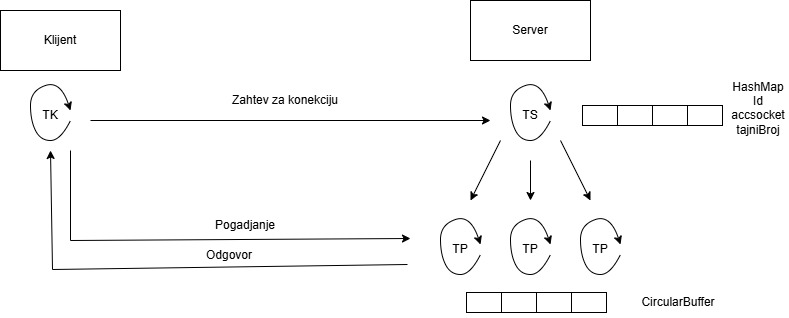 Klijent
Server
TK
Zahtev za konekciju
TS
HashMap
Id
accsocket
tajniBroj
Pogadjanje
Odgovor
TP
TP
TP
CircularBuffer